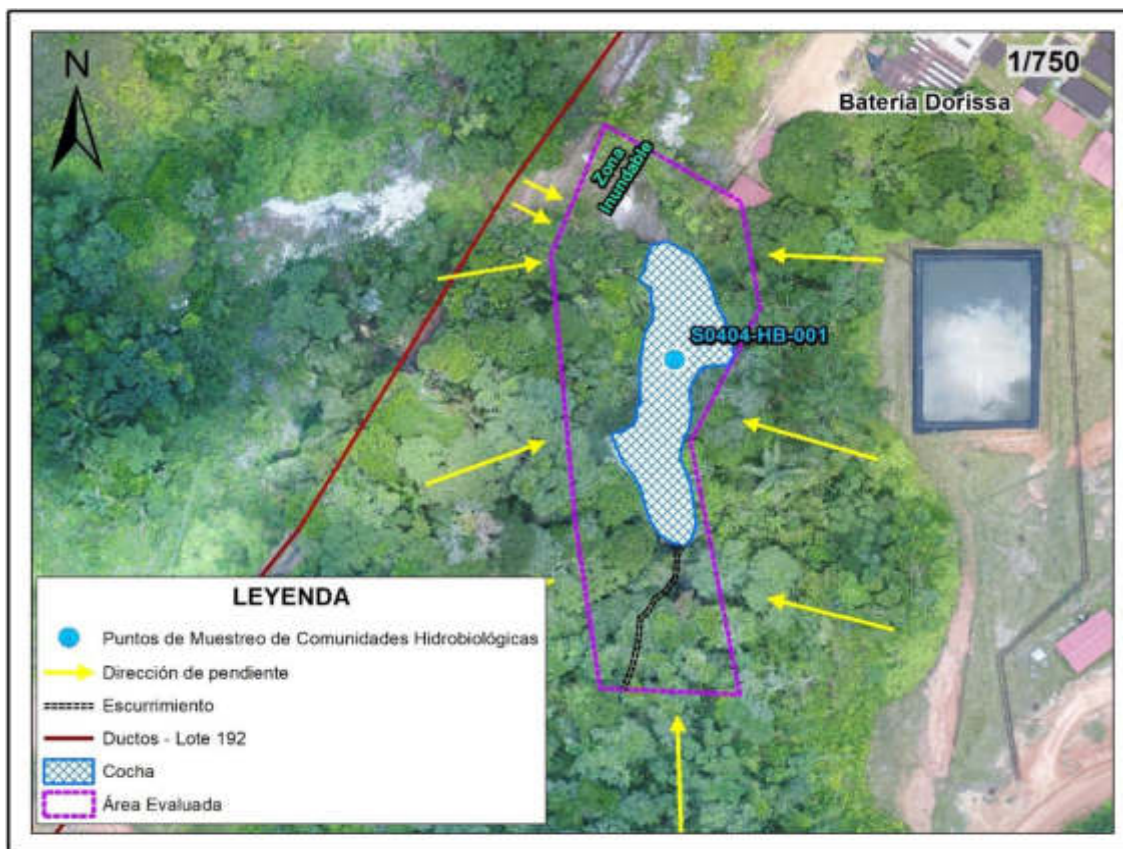 N
1/750
Bateria Dorissa
Zona
Inundable
S0404-HB-001
LEYENDA
Puntos de Muestreo de Comunidades Hidrobiológicas
Dirección de pendiente
Escurrimiento
Ductos - Lote 192
Cocha
Área Evaluada